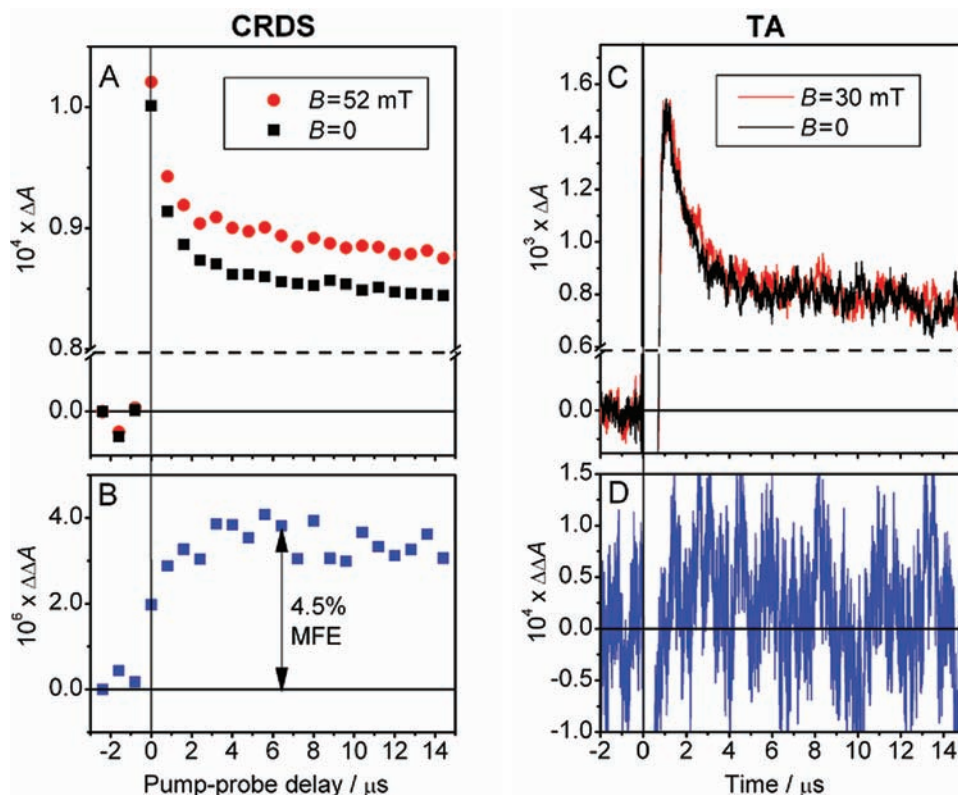 CRDS
TA
A
B=52 mT
B=0
10⁴ x ΔA
1.0
0.9
0.8
0.0
B
4.5%
MFE
10⁶ x ΔΔA
4.0
2.0
0.0
-2 0 2 4 6 8 10 12 14
Pump-probe delay / μs
C
B=30 mT
B=0
10³ x ΔA
1.6
1.4
1.2
1.0
0.8
0.6
0.0
D
10⁴ x ΔΔA
1.5
1.0
0.5
0.0
-0.5
-1.0
-2 0 2 4 6 8 10 12 14
Time / μs